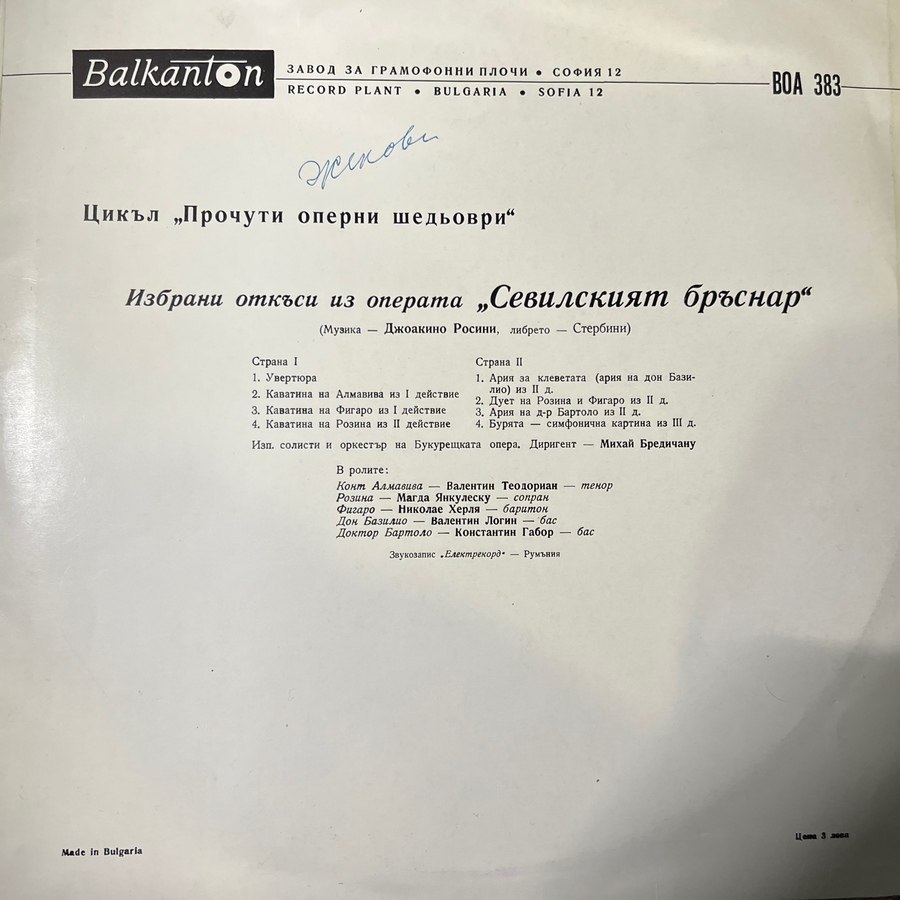 Balkanton
ЗАВОД ЗА ГРАМОФОННИ ПЛОЧИ • СОФИЯ 12
RECORD PLANT • BULGARIA • SOFIA 12
ВОА 383
Цикъл „Прочути оперни шедьоври“
Избрани откъси из операта „Севилският бръснар“
(Музика — Джоакино Росини, либрето — Стербини)
Страна I
1. Увертюра
2. Каватина на Алмавива из I действие
3. Каватина на Фигаро из I действие
4. Каватина на Розина из II действие
Страна II
1. Ария за клеветата (ария на дон Бази-
лио) из II д.
2. Дует на Розина и Фигаро из II д.
3. Ария на д-р Бартоло из II д.
4. Бурята — симфонична картина из III д.
Изп. солисти и оркестър на Букурещката опера. Диригент — Михай Бредичану
В ролите:
Конт Алмавива — Валентин Теодориан — тенор
Розина — Магда Янкулеску — сопран
Фигаро — Николае Херля — баритон
Дон Базилио — Валентин Логин — бас
Доктор Бартоло — Константин Габор — бас
Звукозапис „Електрекорд“ — Румъния
Made in Bulgaria
Цена 3 лева